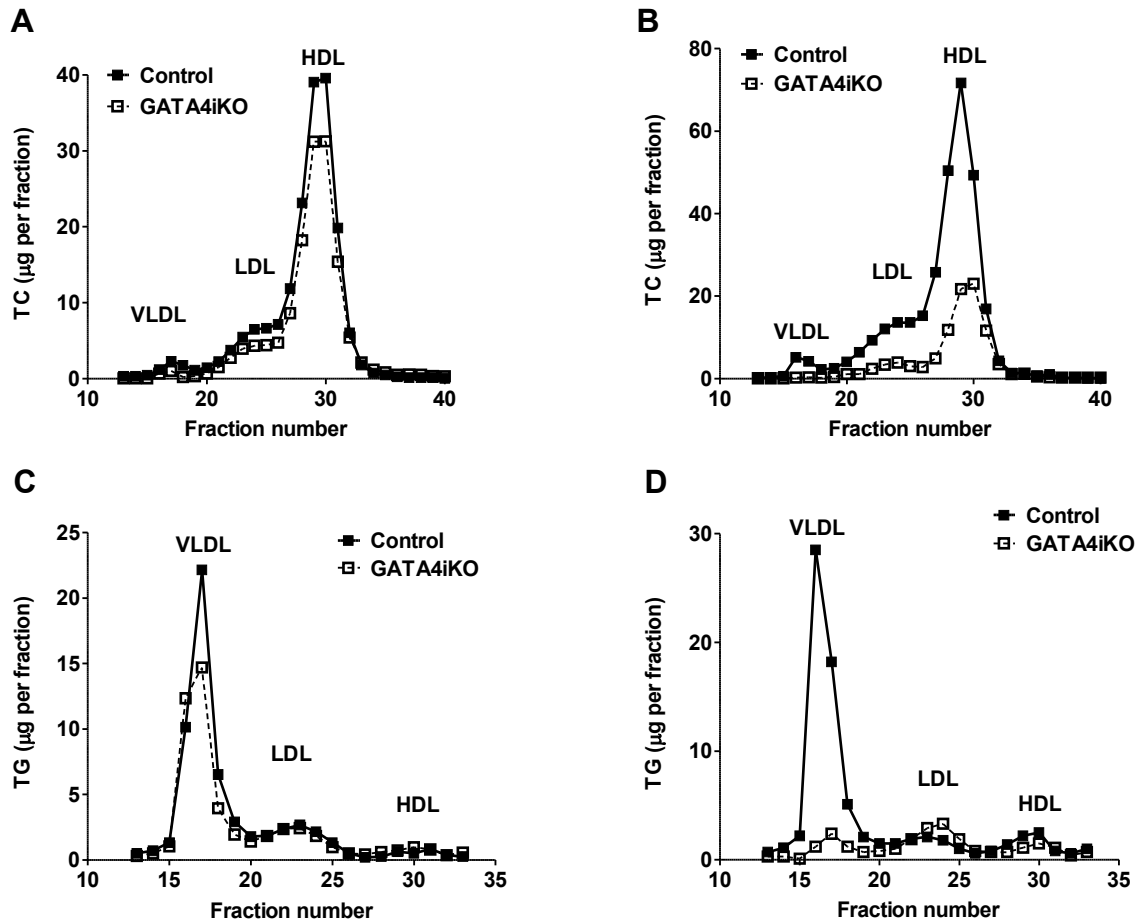 A
Control
GATA4iKO
HDL
LDL
VLDL
40
30
20
10
0
TC (μg per fraction)
10 20 30 40
Fraction number
B
Control
GATA4iKO
HDL
LDL
VLDL
80
60
40
20
0
TC (μg per fraction)
10 20 30 40
Fraction number
C
Control
GATA4iKO
VLDL
LDL
HDL
25
20
15
10
5
0
TG (μg per fraction)
10 15 20 25 30 35
Fraction number
D
Control
GATA4iKO
VLDL
LDL
HDL
30
20
10
0
TG (μg per fraction)
10 15 20 25 30 35
Fraction number